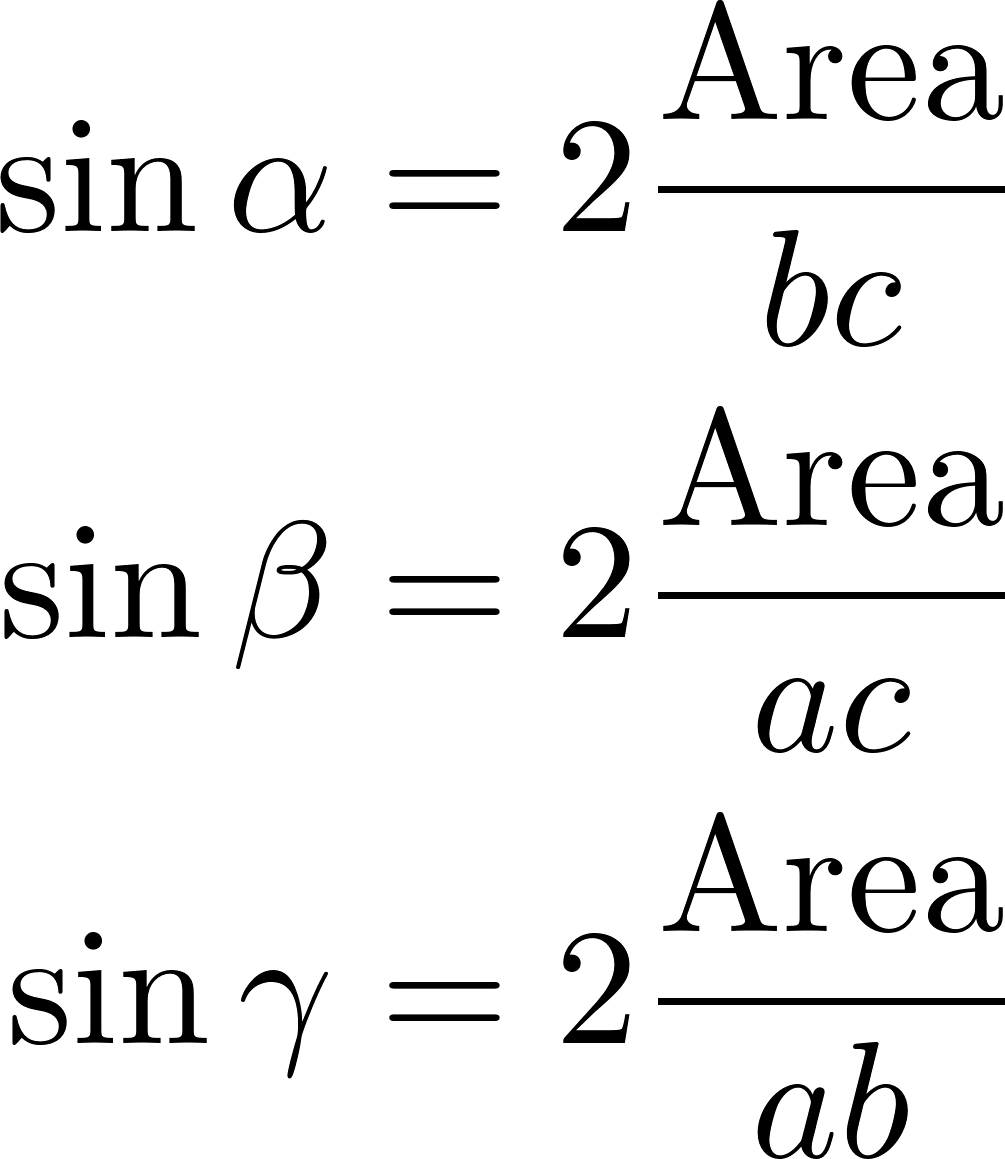 sin α = 2 Area/bc
sin β = 2 Area/ac
sin γ = 2 Area/ab